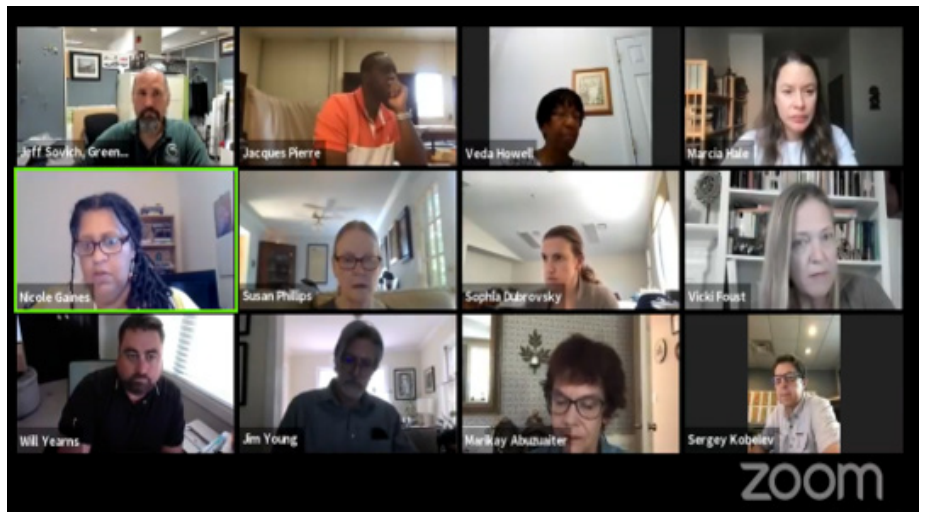 Jeff Sovich, Green...
Jacques Pierre
Veda Howell
Marcia Hale
Nicole Gaines
Susan Phillips
Sophia Dubrovsky
Vicki Foust
Will Yearns
Jim Young
Marikay Abuzuaiter
Sergey Kobelev
zoom